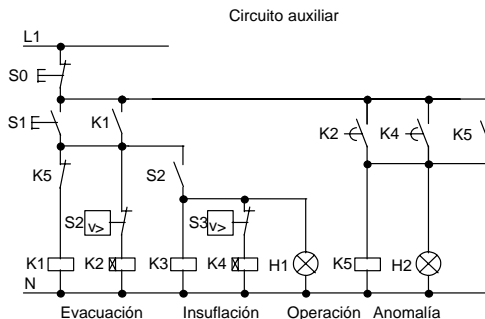 Circuito auxiliar
L1
S0
S1 K1 K2 K4 K5
K5 S2
S2 v> S3 v>
K1 K2 K3 K4 H1 K5 H2
N
Evacuación Insuflación Operación Anomalía